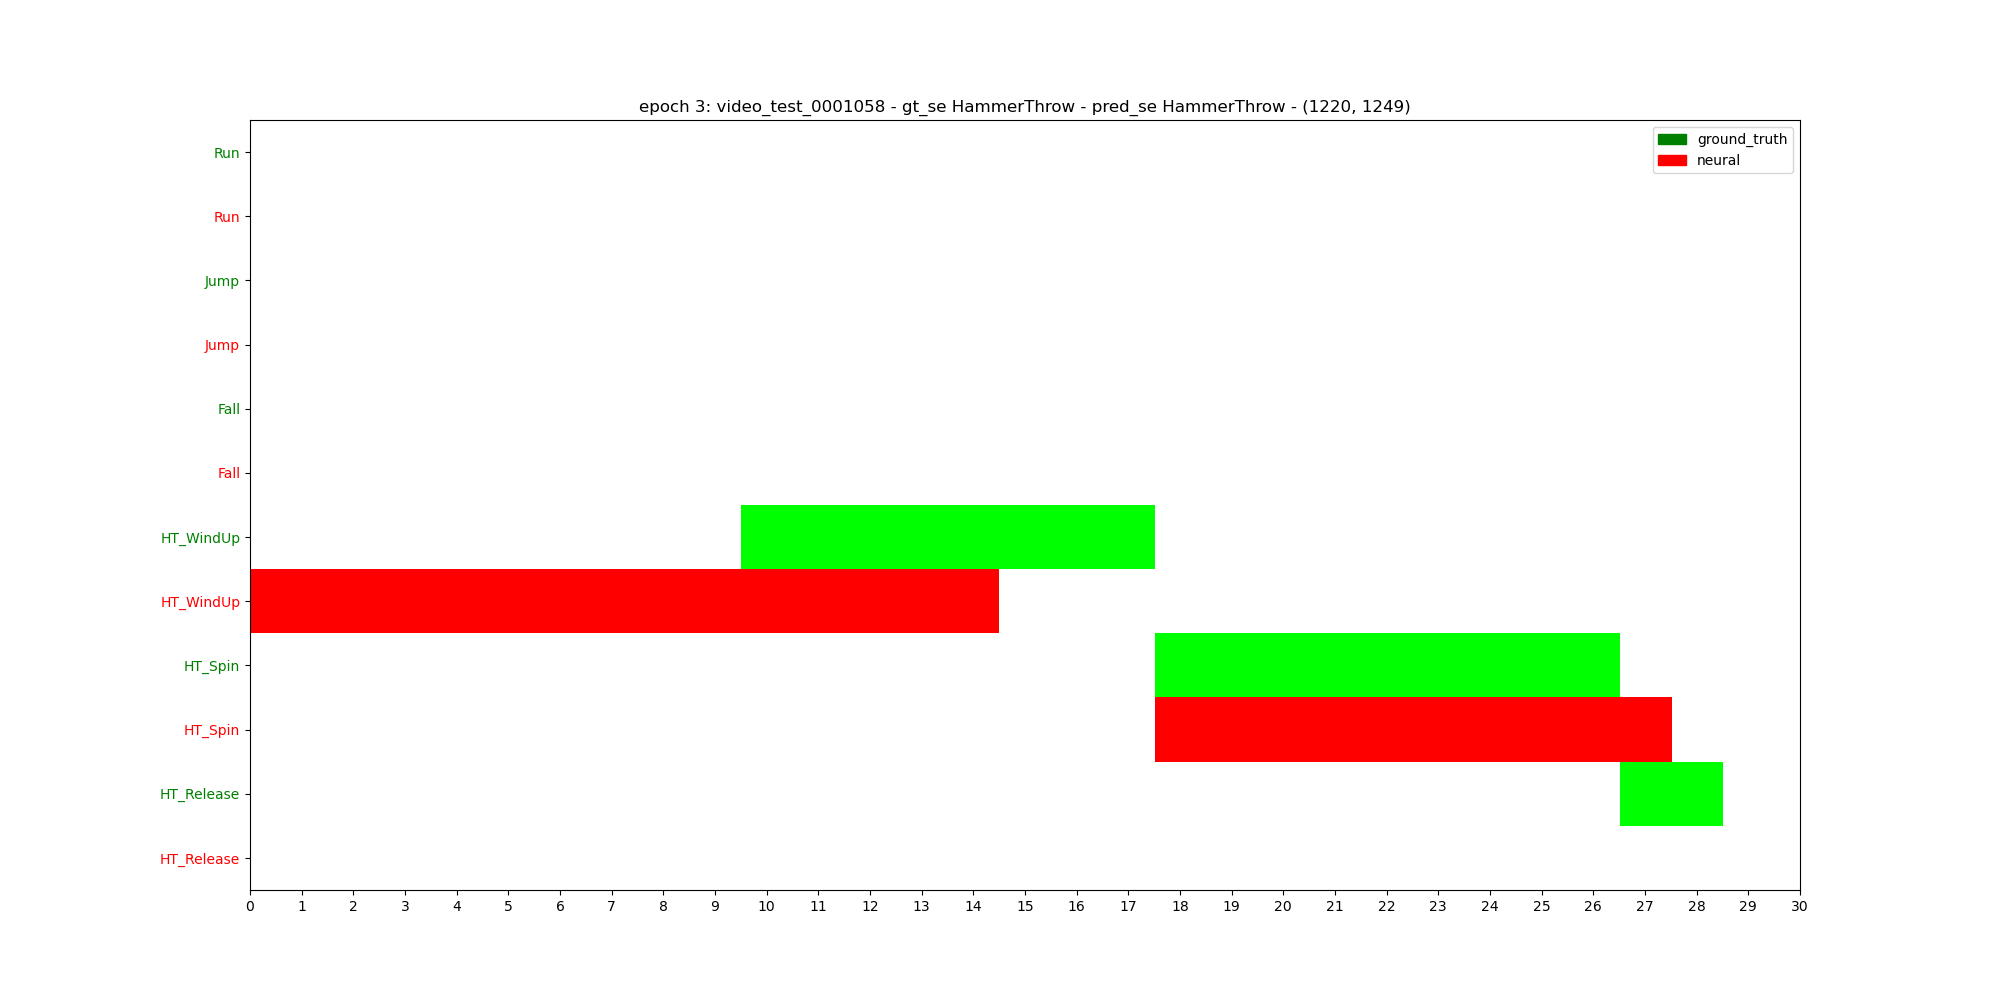 epoch 3: video_test_0001058 - gt_se HammerThrow - pred_se HammerThrow - (1220, 1249)
ground_truth
neural
Run
Run
Jump
Jump
Fall
Fall
HT_WindUp
HT_WindUp
HT_Spin
HT_Spin
HT_Release
HT_Release
0 1 2 3 4 5 6 7 8 9 10 11 12 13 14 15 16 17 18 19 20 21 22 23 24 25 26 27 28 29 30